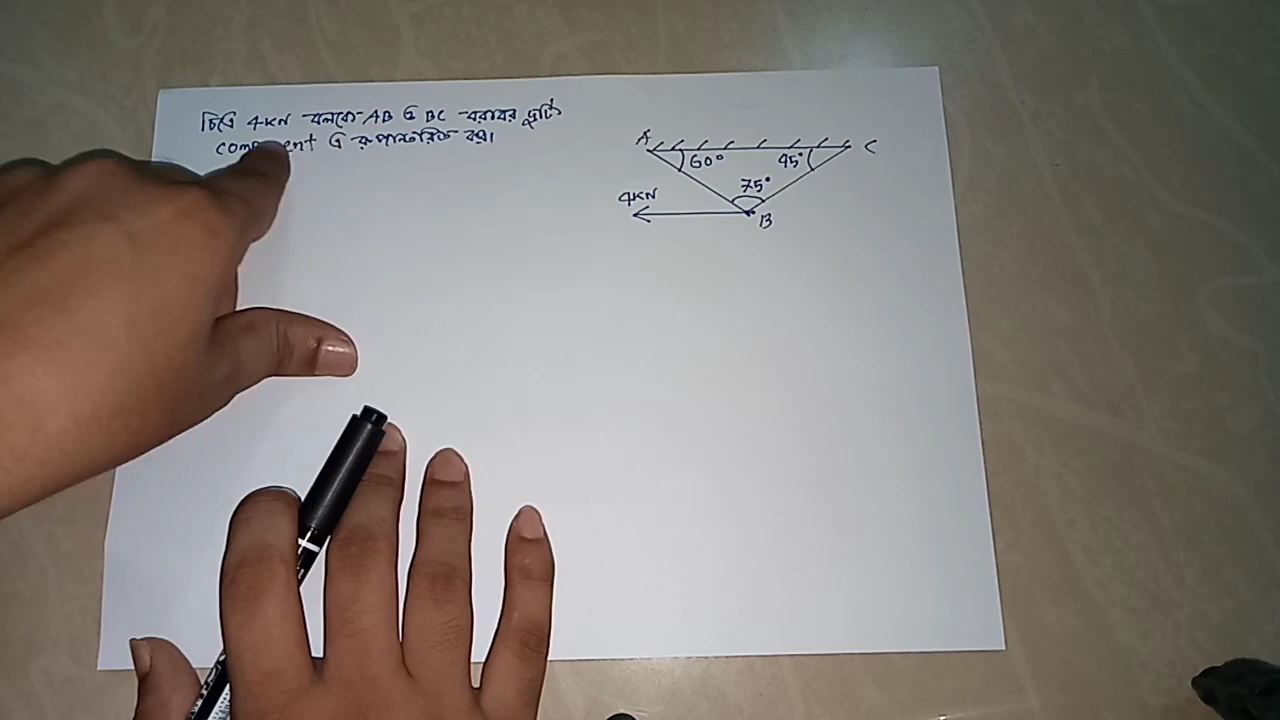 চিত্রে 4KN বলকে AB ও BC বরাবর দুটি
component এ রূপান্তরিত কর।
A
60°
45°
C
75°
4KN
B